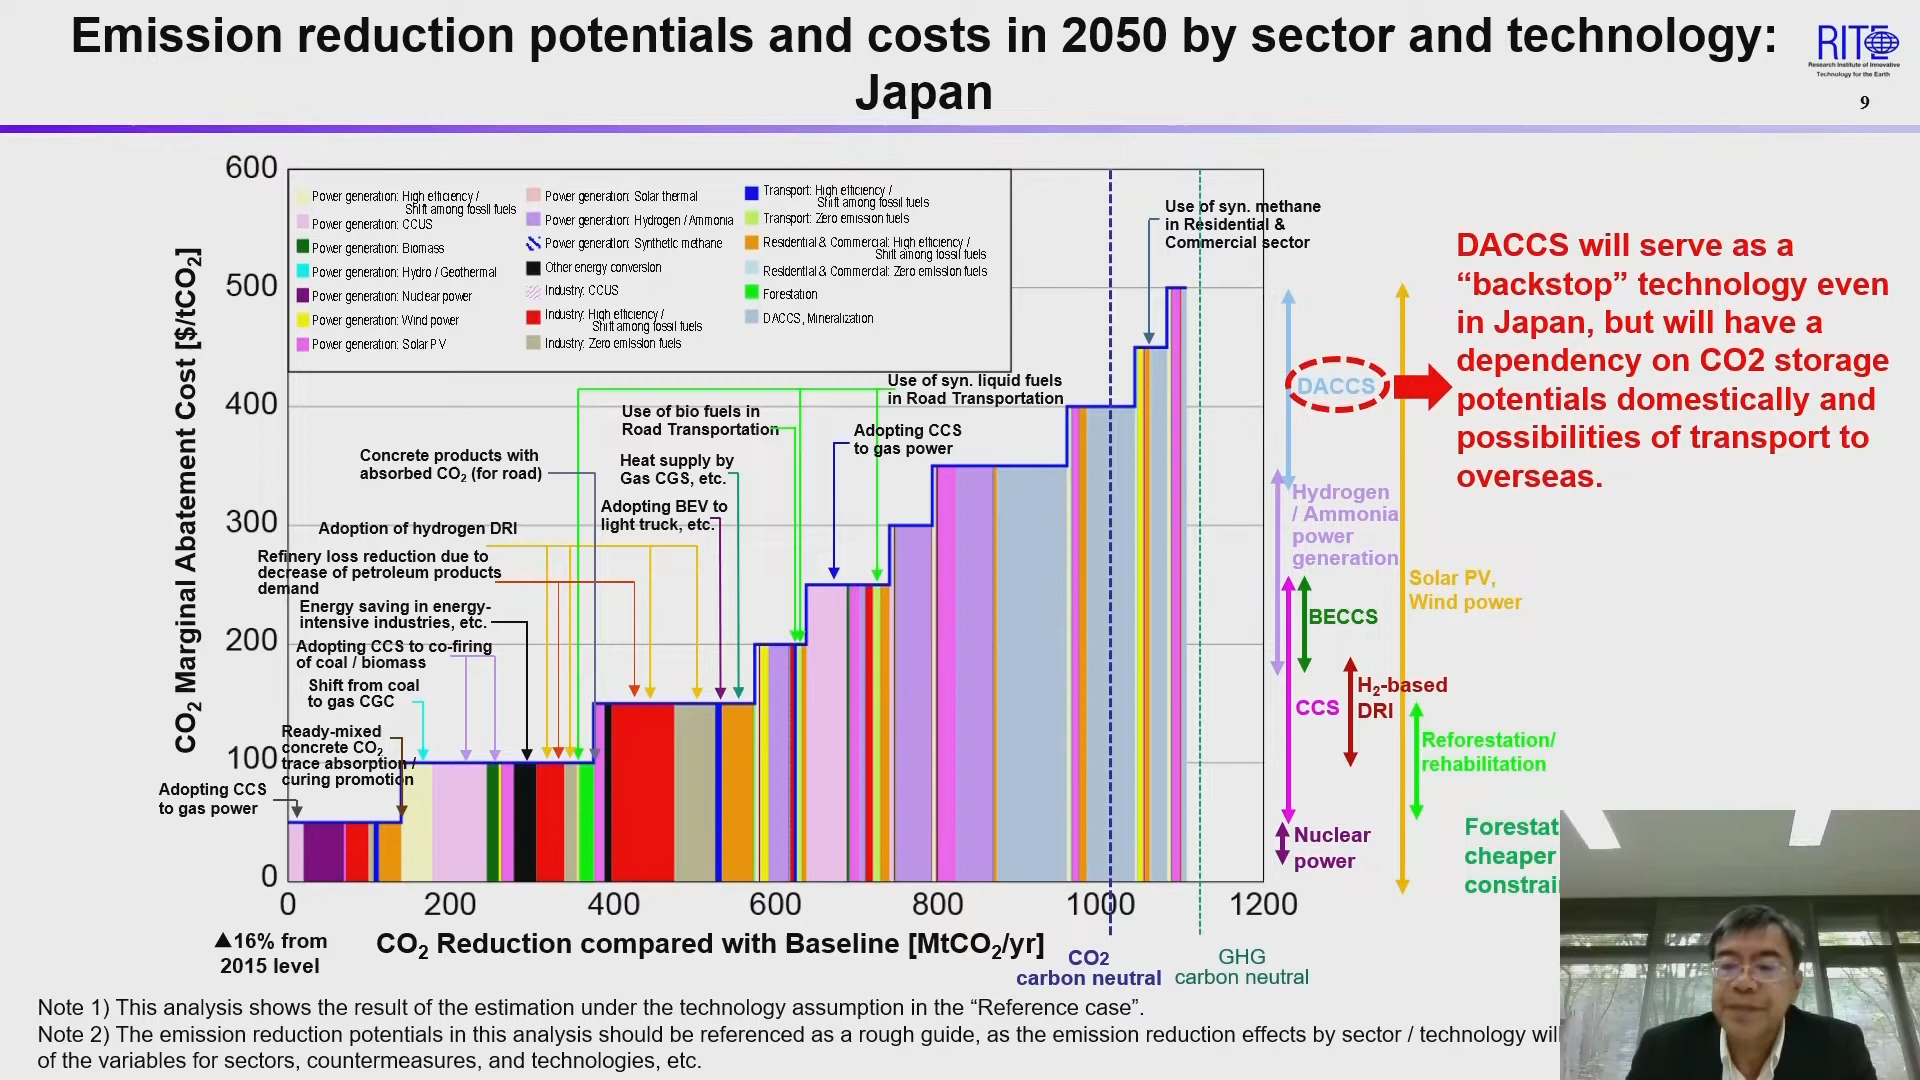 Emission reduction potentials and costs in 2050 by sector and technology:
Japan
RITE
Research Institute of Innovative
Technology for the Earth
9
CO2 Marginal Abatement Cost [$/tCO2]
600
500
400
300
200
100
0
Power generation: High efficiency /
Shift among fossil fuels
Power generation: CCUS
Power generation: Biomass
Power generation: Hydro / Geothermal
Power generation: Nuclear power
Power generation: Wind power
Power generation: Solar PV
Power generation: Solar thermal
Power generation: Hydrogen / Ammonia
Power generation: Synthetic methane
Other energy conversion
Industry: CCUS
Industry: High efficiency /
Shift among fossil fuels
Industry: Zero emission fuels
Transport: High efficiency /
Shift among fossil fuels
Transport: Zero emission fuels
Residential & Commercial: High efficiency /
Shift among fossil fuels
Residential & Commercial: Zero emission fuels
Forestation
DACCS, Mineralization
Use of syn. methane
in Residential &
Commercial sector
Use of syn. liquid fuels
in Road Transportation
Use of bio fuels in
Road Transportation
Adopting CCS
to gas power
Concrete products with
absorbed CO2 (for road)
Heat supply by
Gas CGS, etc.
Adopting BEV to
light truck, etc.
Adoption of hydrogen DRI
Refinery loss reduction due to
decrease of petroleum products
demand
Energy saving in energy-
intensive industries, etc.
Adopting CCS to co-firing
of coal / biomass
Shift from coal
to gas CGC
Ready-mixed
concrete CO2
trace absorption /
curing promotion
Adopting CCS
to gas power
0
200
400
600
800
1000
1200
▲16% from
2015 level
CO2 Reduction compared with Baseline [MtCO2/yr]
CO2
carbon neutral
GHG
carbon neutral
DACCS
Hydrogen
/ Ammonia
power
generation
BECCS
CCS
H2-based
DRI
Nuclear
power
Solar PV,
Wind power
Reforestation/
rehabilitation
DACCS will serve as a
“backstop” technology even
in Japan, but will have a
dependency on CO2 storage
potentials domestically and
possibilities of transport to
overseas.
Forestat
cheaper
constrai
Note 1) This analysis shows the result of the estimation under the technology assumption in the “Reference case”.
Note 2) The emission reduction potentials in this analysis should be referenced as a rough guide, as the emission reduction effects by sector / technology wil
of the variables for sectors, countermeasures, and technologies, etc.